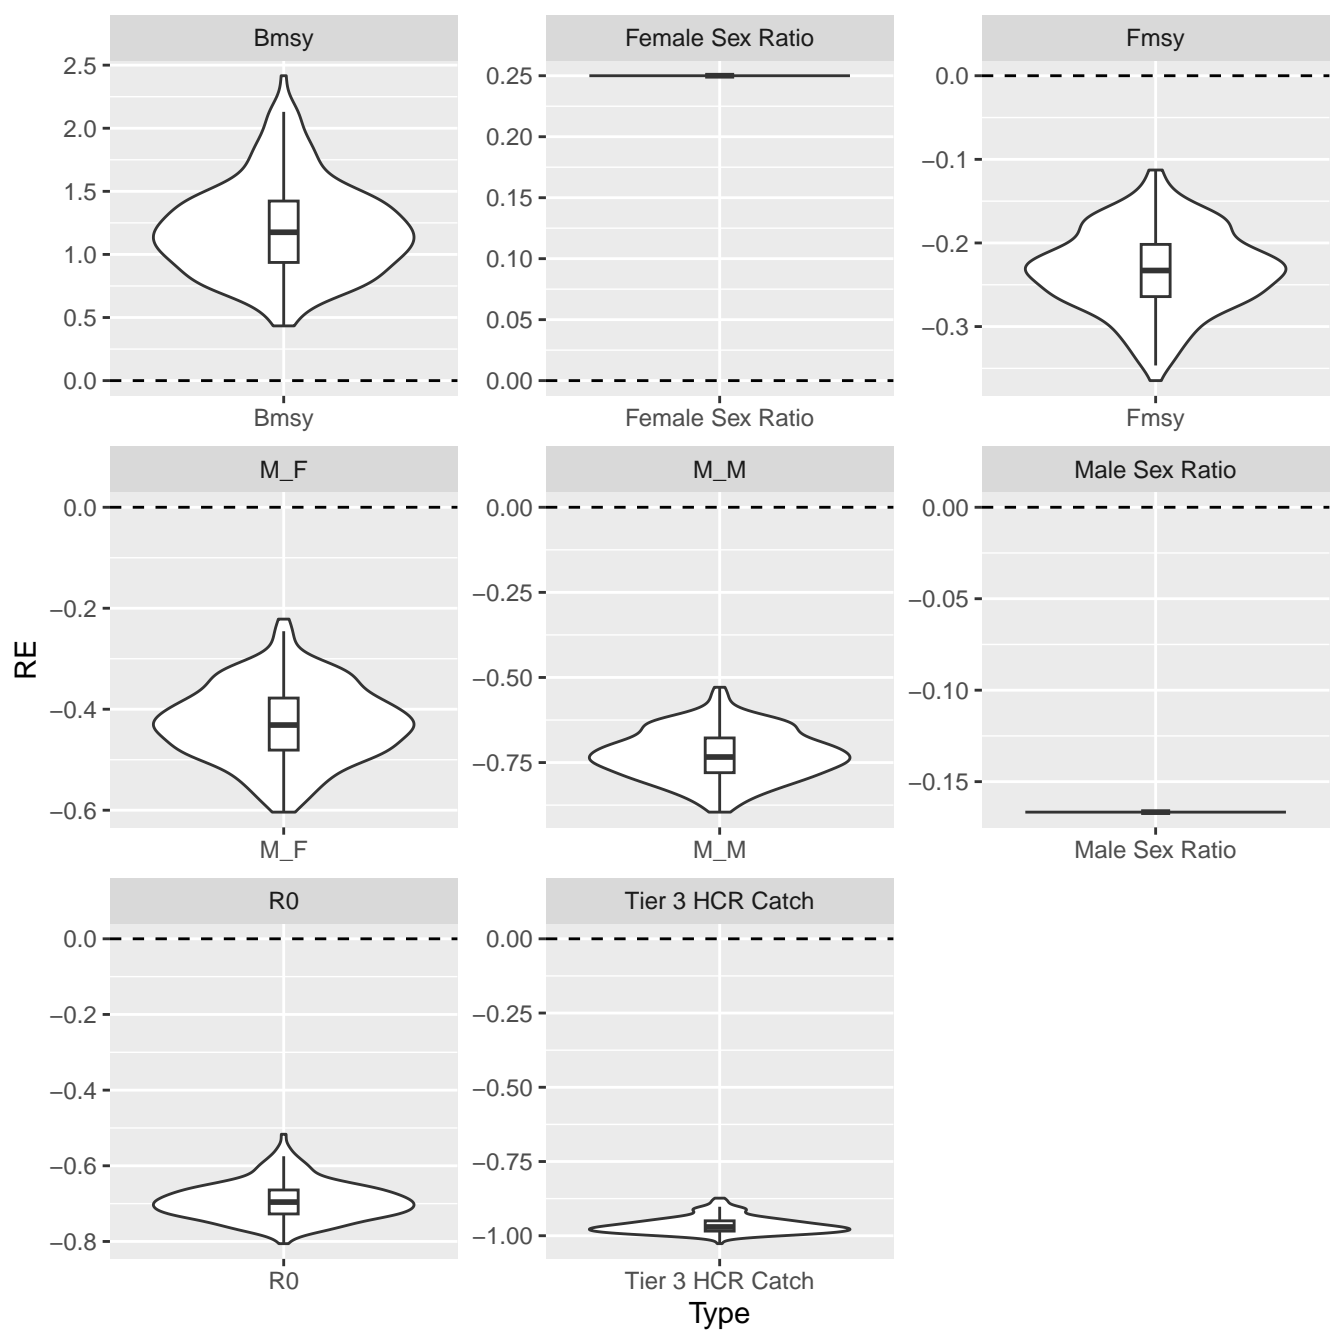 Bmsy
Female Sex Ratio
Fmsy
2.5
2.0
1.5
1.0
0.5
0.0
0.25
0.20
0.15
0.10
0.05
0.00
0.0
−0.1
−0.2
−0.3
Bmsy
Female Sex Ratio
Fmsy
M_F
M_M
Male Sex Ratio
0.0
−0.2
−0.4
−0.6
0.00
−0.25
−0.50
−0.75
0.00
−0.05
−0.10
−0.15
RE
M_F
M_M
Male Sex Ratio
R0
Tier 3 HCR Catch
0.0
−0.2
−0.4
−0.6
−0.8
0.00
−0.25
−0.50
−0.75
−1.00
R0
Tier 3 HCR Catch
Type